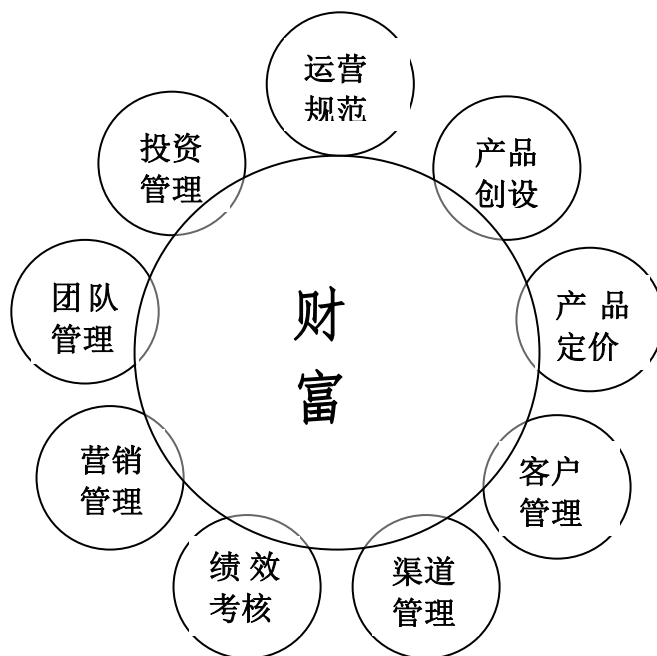 运营
规范
产品
创设
产品
定价
客户
管理
渠道
管理
绩效
考核
营销
管理
团队
管理
投资
管理
财
富